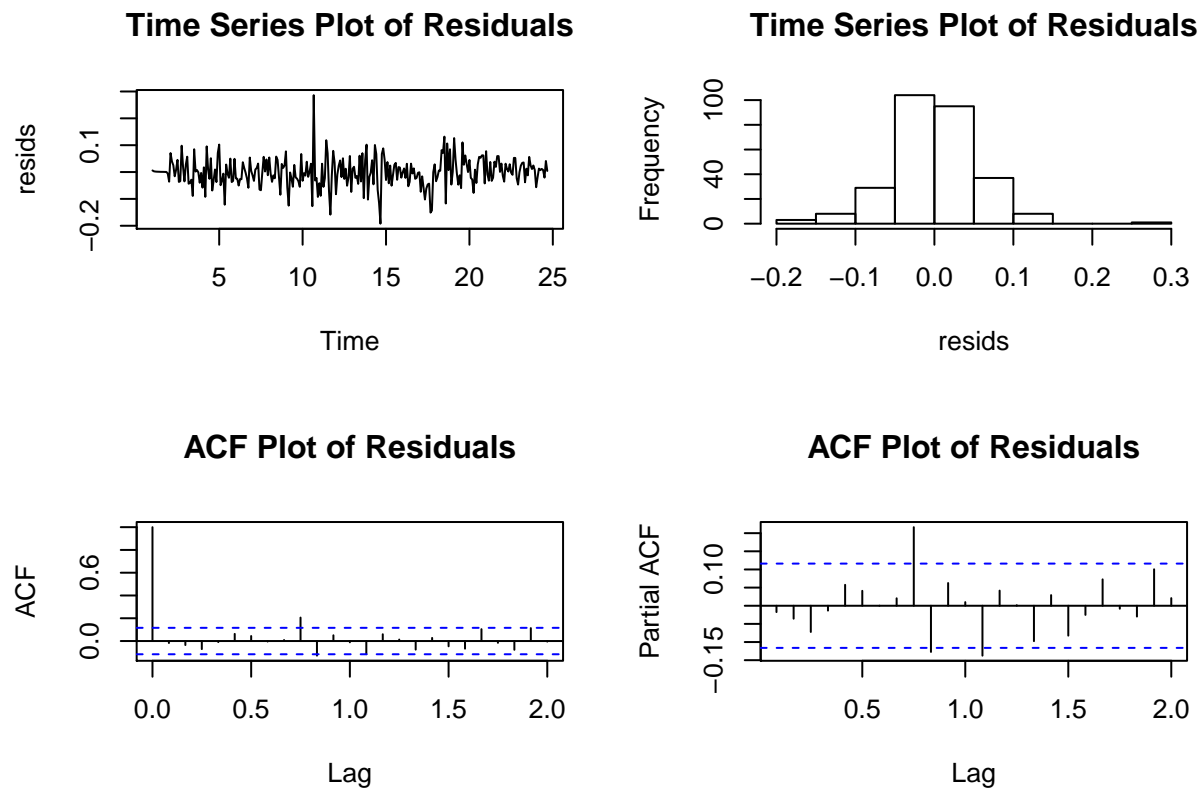 Time Series Plot of Residuals
resids
0.1
−0.2
5 10 15 20 25
Time
Time Series Plot of Residuals
Frequency
100
40
0
−0.2 −0.1 0.0 0.1 0.2 0.3
resids
ACF Plot of Residuals
ACF
0.6
0.0
0.0 0.5 1.0 1.5 2.0
Lag
ACF Plot of Residuals
Partial ACF
0.10
−0.15
0.5 1.0 1.5 2.0
Lag